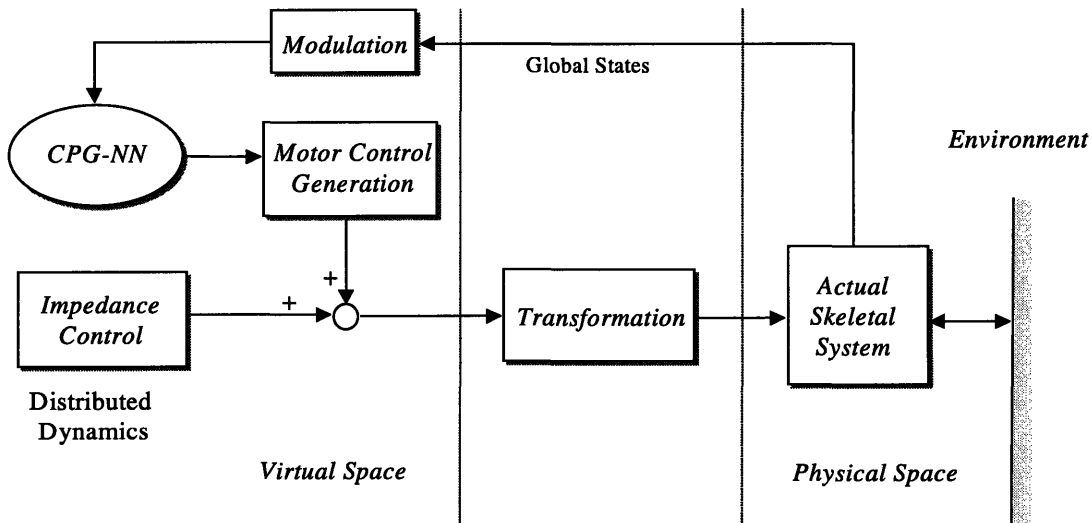 Modulation
Global States
CPG-NN
Motor Control
Generation
Environment
+
+
Impedance
Control
Transformation
Actual
Skeletal
System
Distributed
Dynamics
Virtual Space
Physical Space